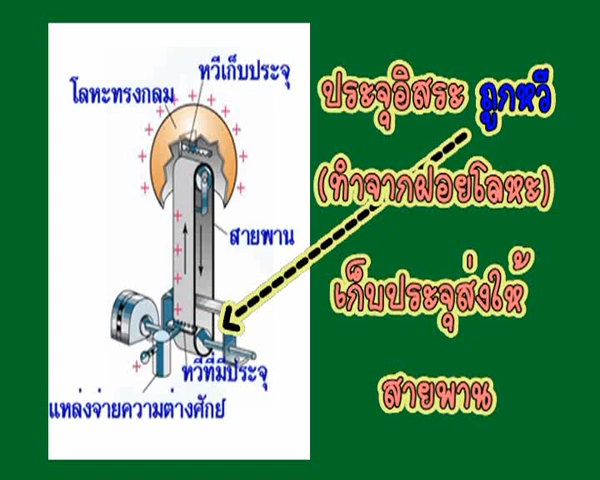 หวีเก็บประจุ
โลหะทรงกลม
สายพาน
หวีที่มีประจุ
แหล่งจ่ายความต่างศักย์
ประจุอิสระ ถูกหวี
(ทำจากฝอยโลหะ)
เก็บประจุส่งให้
สายพาน